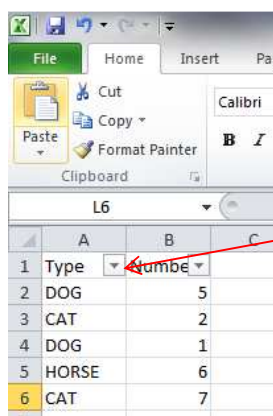 File Home Insert Pa
Cut
Copy
Format Painter
Paste
Calibri
B I
Clipboard
L6
A B C
1 Type Numbe
2 DOG 5
3 CAT 2
4 DOG 1
5 HORSE 6
6 CAT 7